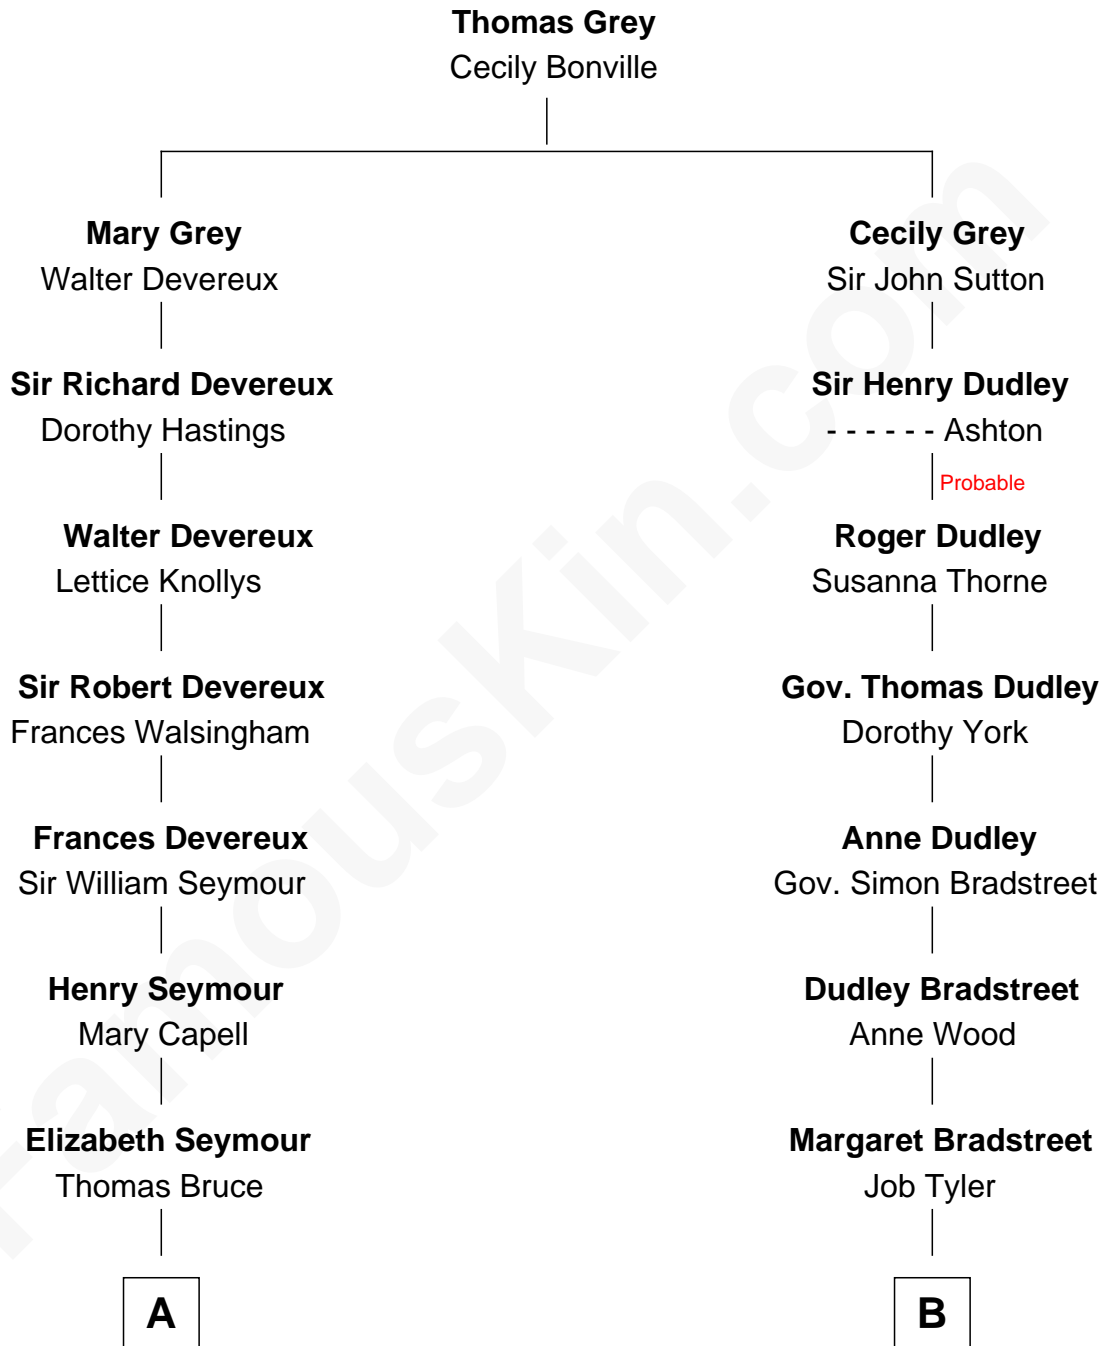 Thomas Grey
Cecily Bonville
Mary Grey
Walter Devereux
Cecily Grey
Sir John Sutton
Sir Richard Devereux
Dorothy Hastings
Sir Henry Dudley
- - - - - - Ashton
Probable
Walter Devereux
Lettice Knollys
Roger Dudley
Susanna Thorne
Sir Robert Devereux
Frances Walsingham
Gov. Thomas Dudley
Dorothy York
Frances Devereux
Sir William Seymour
Anne Dudley
Gov. Simon Bradstreet
Henry Seymour
Mary Capell
Dudley Bradstreet
Anne Wood
Elizabeth Seymour
Thomas Bruce
Margaret Bradstreet
Job Tyler
A
B
FamousKin.com